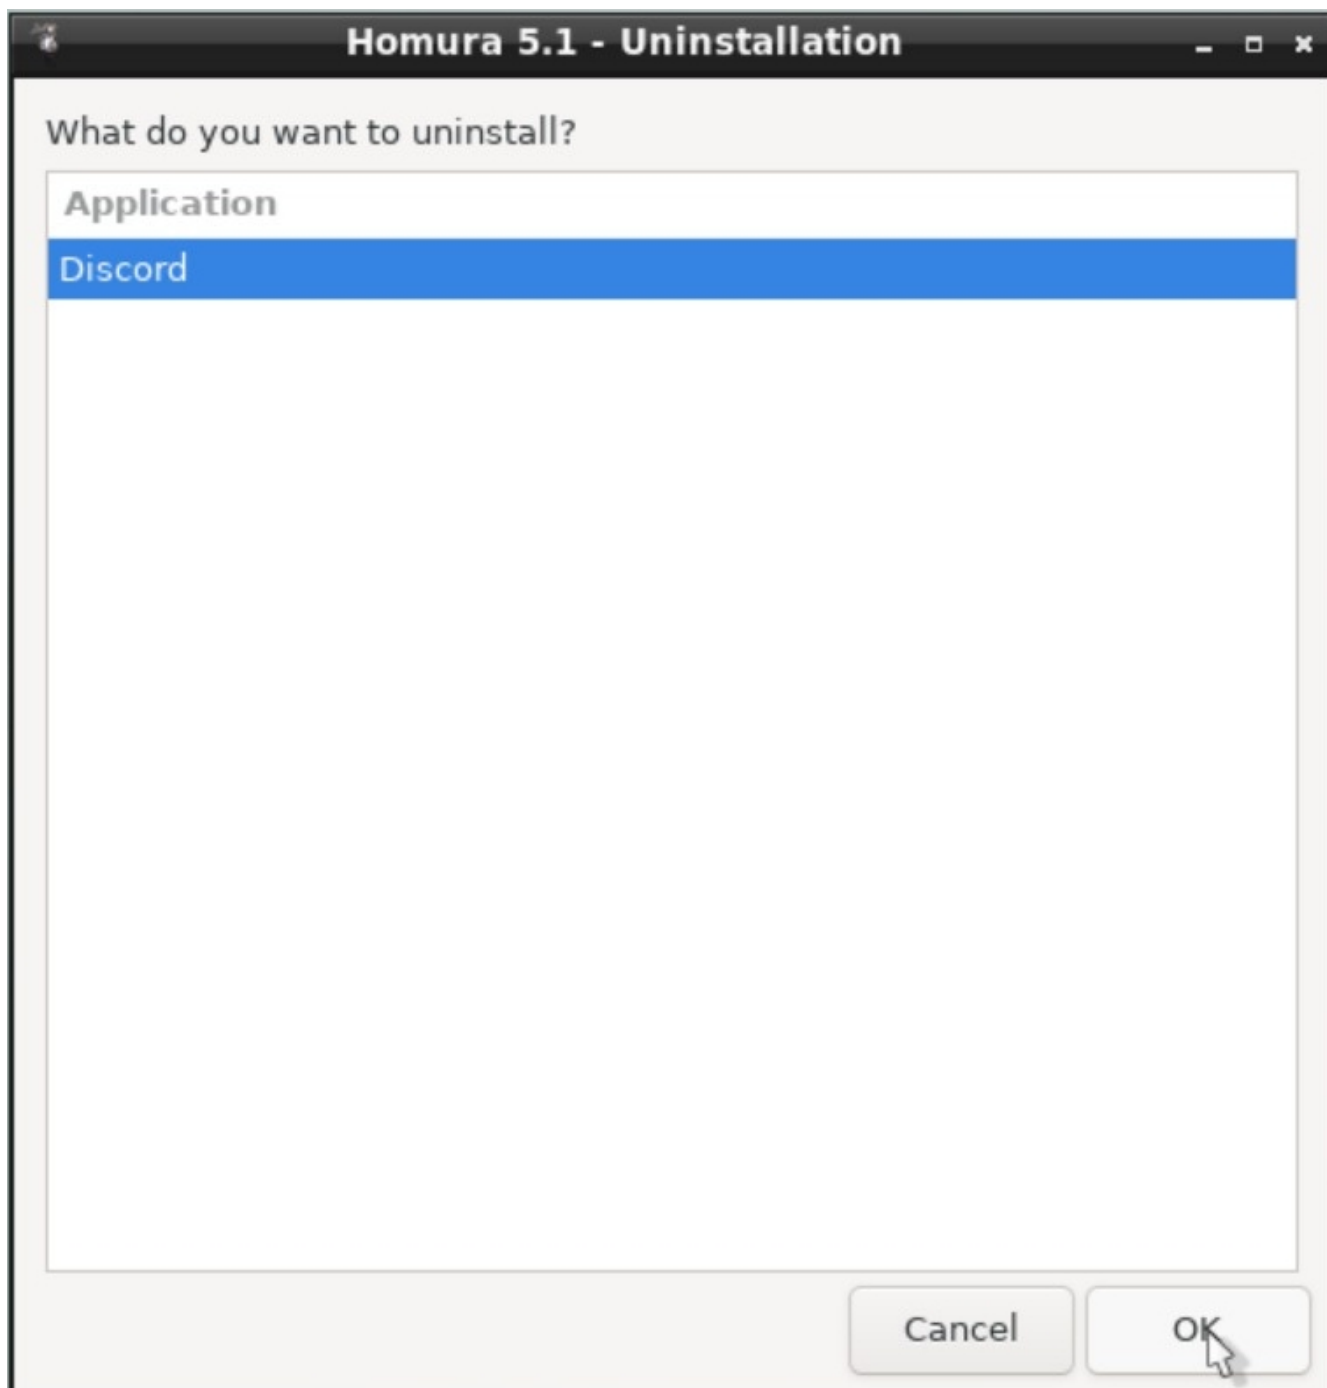 Homura 5.1 - Uninstallation
What do you want to uninstall?
Application
Discord
Cancel
OK